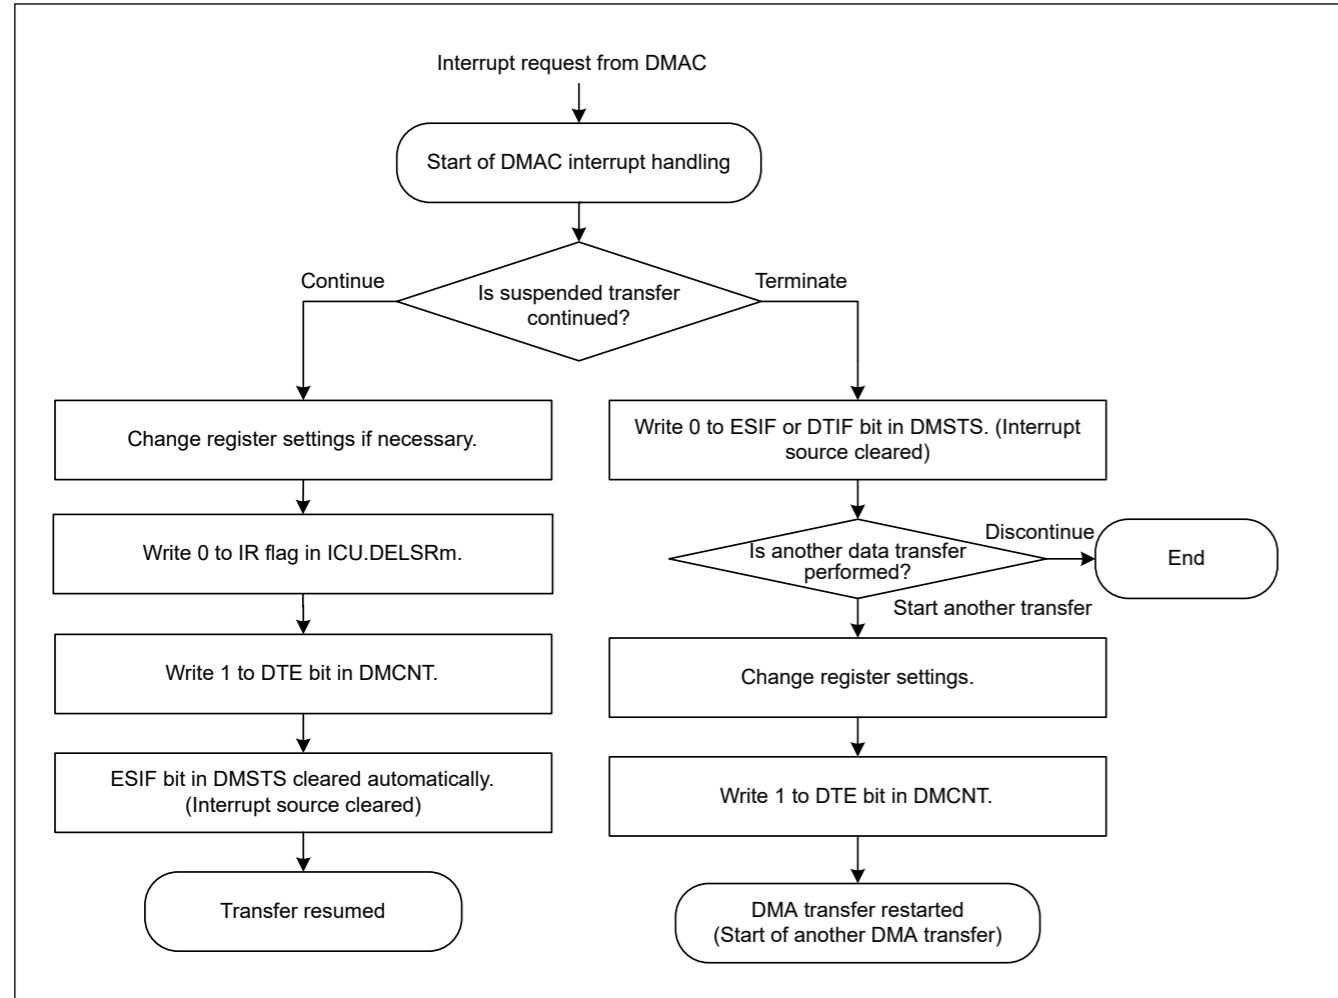 Interrupt request from DMAC
Start of DMAC interrupt handling
Continue
Terminate
Is suspended transfer
continued?
Change register settings if necessary.
Write 0 to IR flag in ICU.DELSRm.
Write 1 to DTE bit in DMCNT.
ESIF bit in DMSTS cleared automatically.
(Interrupt source cleared)
Transfer resumed
Write 0 to ESIF or DTIF bit in DMSTS. (Interrupt
source cleared)
Is another data transfer
performed?
Discontinue
End
Start another transfer
Change register settings.
Write 1 to DTE bit in DMCNT.
DMA transfer restarted
(Start of another DMA transfer)